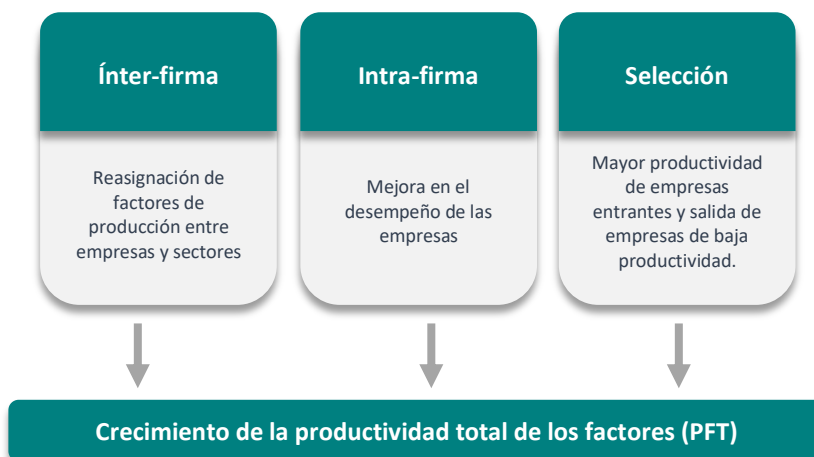 Ínter-firma
Reasignación de
factores de
producción entre
empresas y sectores
Intra-firma
Mejora en el
desempeño de las
empresas
Selección
Mayor productividad
de empresas
entrantes y salida de
empresas de baja
productividad.
Crecimiento de la productividad total de los factores (PFT)